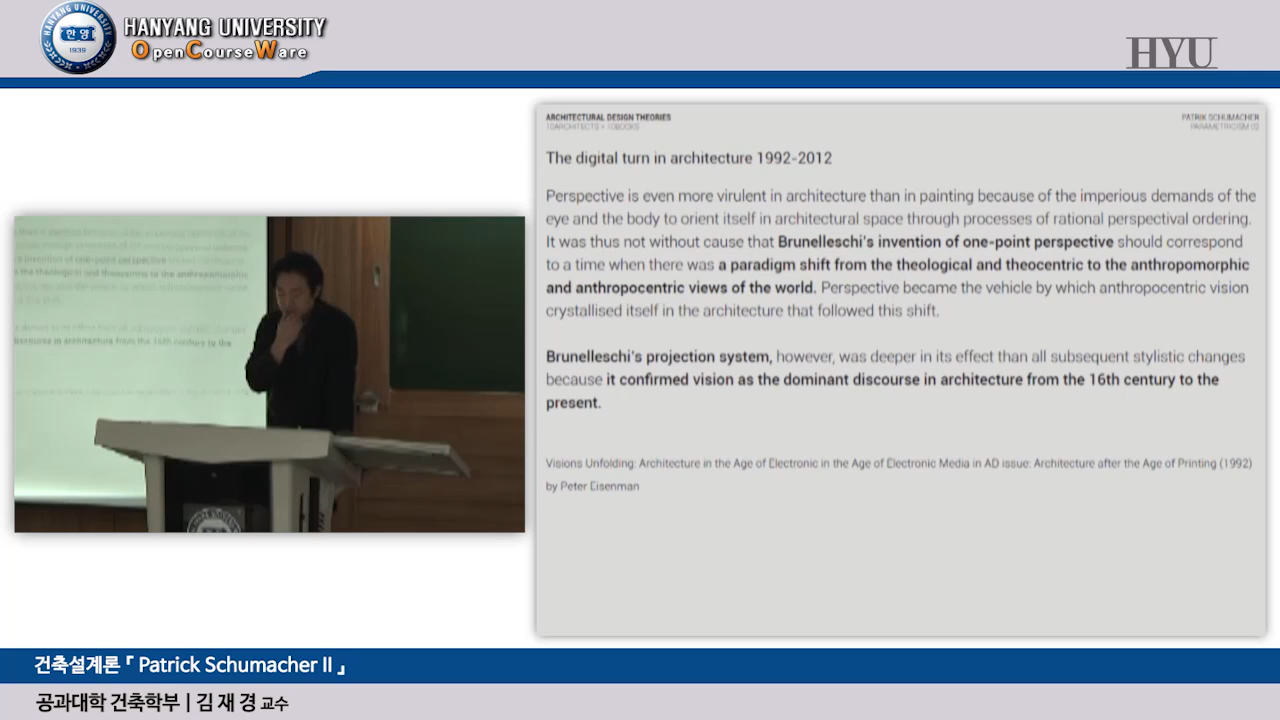 HANYANG UNIVERSITY
OpenCourseWare
HANYANG UNIVERSITY
한양
1939
HYU
ARCHITECTURAL DESIGN THEORIES
10ARCHITECTS + 10BOOKS
PATRIK SCHUMACHER
PARAMETRICISM 02
The digital turn in architecture 1992-2012
Perspective is even more virulent in architecture than in painting because of the imperious demands of the
eye and the body to orient itself in architectural space through processes of rational perspectival ordering.
It was thus not without cause that Brunelleschi's invention of one-point perspective should correspond
to a time when there was a paradigm shift from the theological and theocentric to the anthropomorphic
and anthropocentric views of the world. Perspective became the vehicle by which anthropocentric vision
crystallised itself in the architecture that followed this shift.
Brunelleschi's projection system, however, was deeper in its effect than all subsequent stylistic changes
because it confirmed vision as the dominant discourse in architecture from the 16th century to the
present.
Visions Unfolding: Architecture in the Age of Electronic in the Age of Electronic Media in AD issue: Architecture after the Age of Printing (1992)
by Peter Eisenman
건축설계론「 Patrick Schumacher II 」
공과대학 건축학부 | 김 재 경 교수